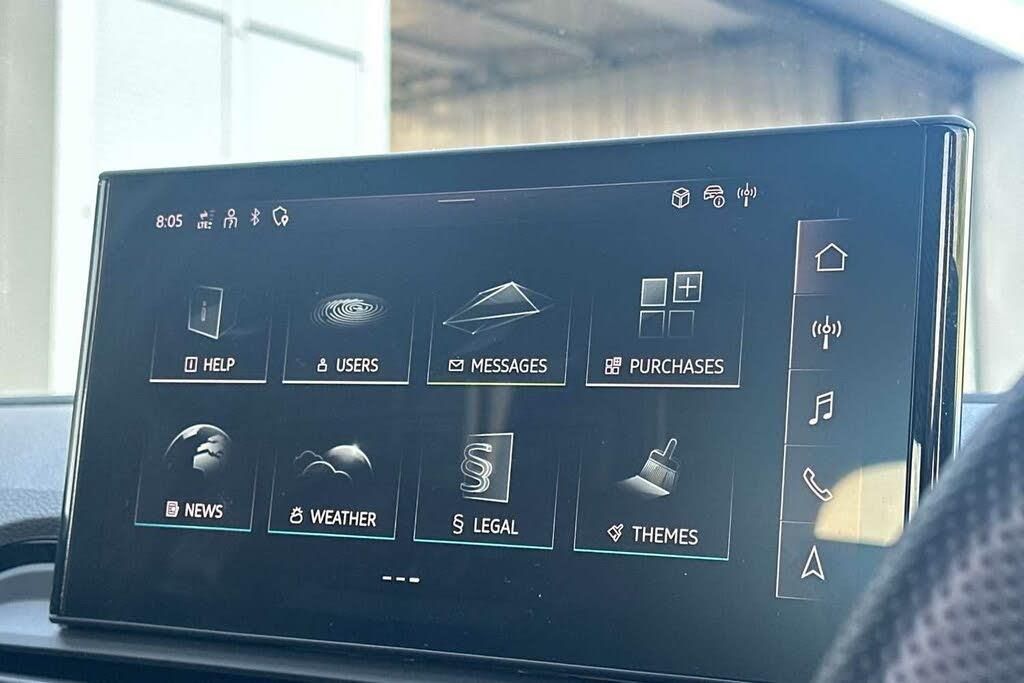 8:05 LTE
HELP USERS MESSAGES PURCHASES
NEWS WEATHER § LEGAL THEMES